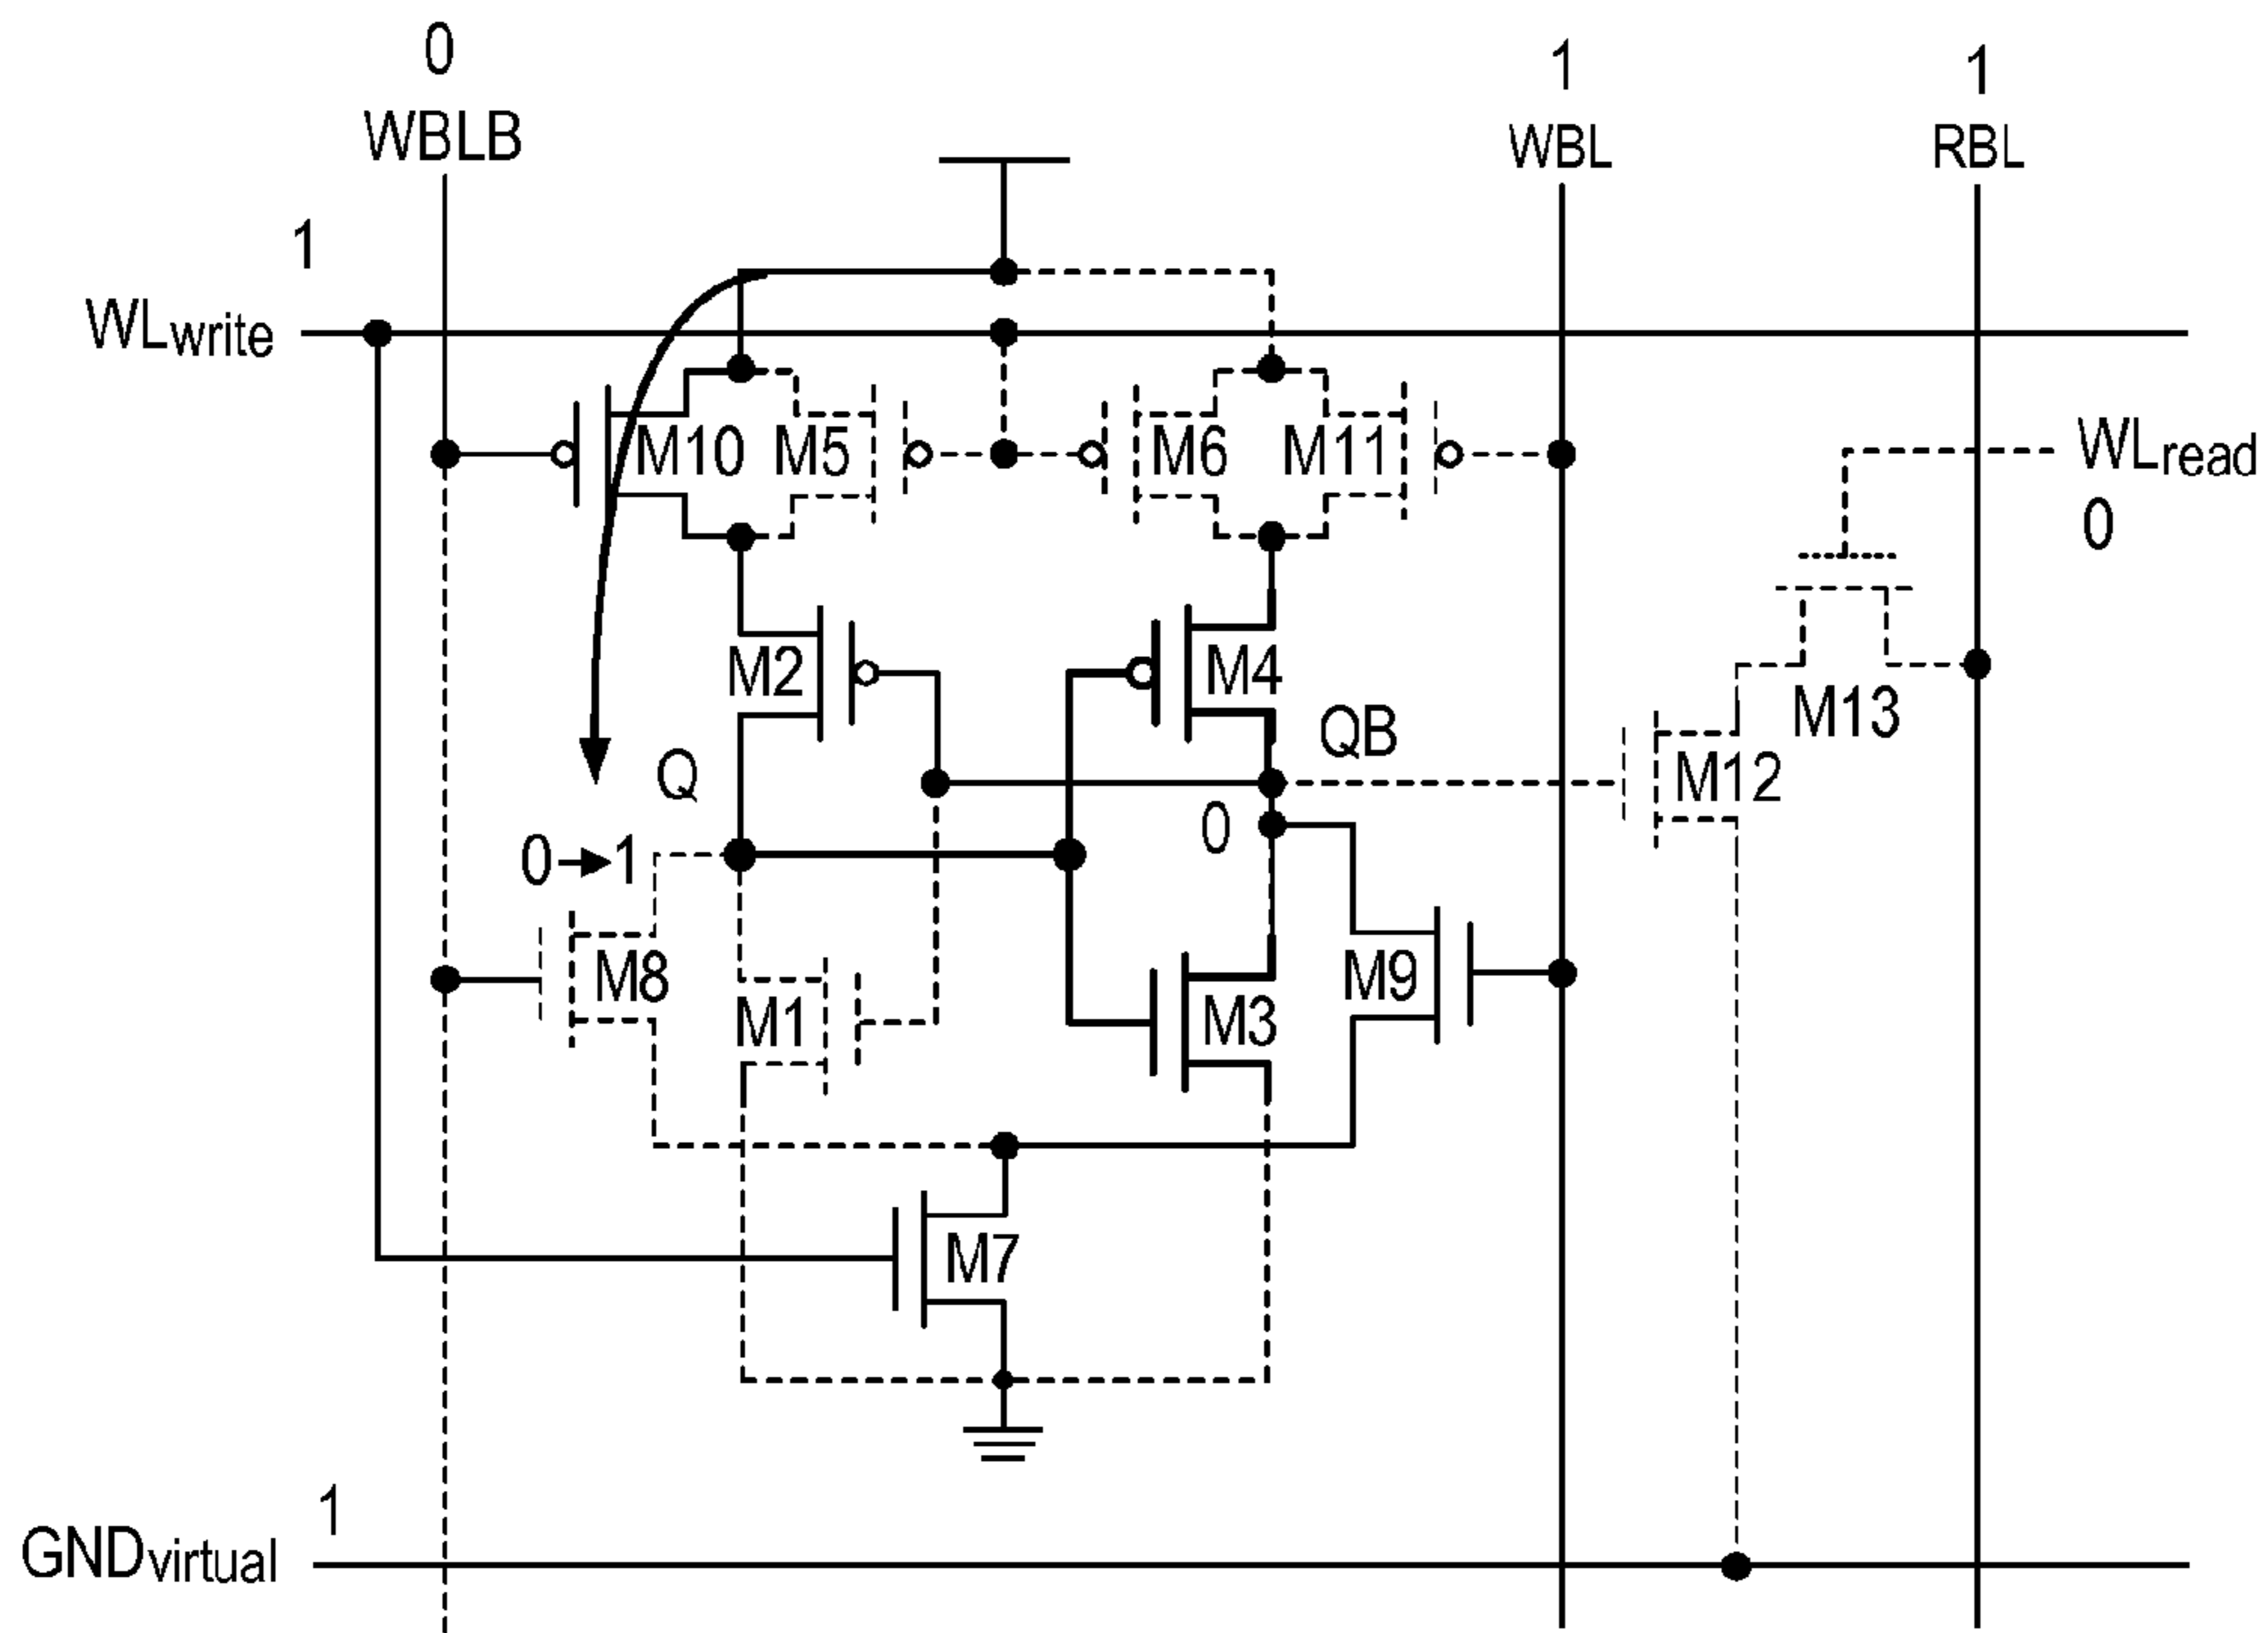 0
1
1
WBLB
WBL
RBL
1
WLwrite
M10
M5
M6
M11
WLread
0
M2
M4
M13
QB
Q
M12
0
0→1
M8
M9
M1
M3
M7
1
GNDvirtual